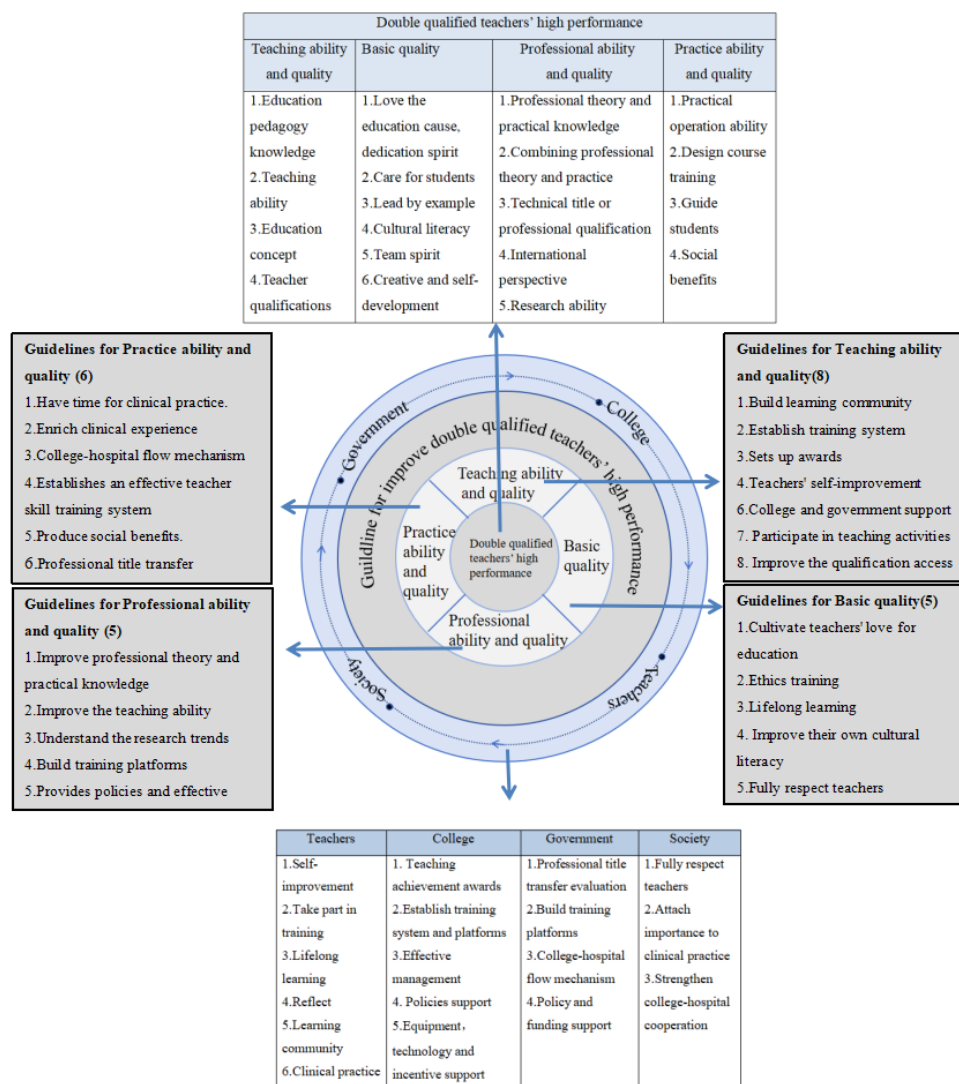 Double qualified teachers' high performance
Teaching ability and quality
Basic quality
Professional ability and quality
Practice ability and quality
1.Education
pedagogy
knowledge
2.Teaching
ability
3.Education
concept
4.Teacher
qualifications
1.Love the
education cause,
dedication spirit
2.Care for students
3.Lead by example
4.Cultural literacy
5.Team spirit
6.Creative and self-
development
1.Professional theory and
practical knowledge
2.Combining professional
theory and practice
3.Technical title or
professional qualification
4.International
perspective
5.Research ability
1.Practical
operation ability
2.Design course
training
3.Guide
students
4.Social
benefits
Guidelines for Practice ability and
quality (6)
1.Have time for clinical practice.
2.Enrich clinical experience
3.College-hospital flow mechanism
4.Establishes an effective teacher
skill training system
5.Produce social benefits.
6.Professional title transfer
Guidelines for Professional ability
and quality (5)
1.Improve professional theory and
practical knowledge
2.Improve the teaching ability
3.Understand the research trends
4.Build training platforms
5.Provides policies and effective
Government
College
Teachers
Society
Guildline for improve double qualified teachers' high performance
Teaching ability
and quality
Practice
ability
and
quality
Double qualified
teachers' high
performance
Basic
quality
Professional
ability and quality
Guidelines for Teaching ability
and quality(8)
1.Build learning community
2.Establish training system
3.Sets up awards
4.Teachers' self-improvement
6.College and government support
7. Participate in teaching activities
8. Improve the qualification access
Guidelines for Basic quality(5)
1.Cultivate teachers' love for
education
2.Ethics training
3.Lifelong learning
4. Improve their own cultural
literacy
5.Fully respect teachers
Teachers
College
Government
Society
1.Self-
improvement
2.Take part in
training
3.Lifelong
learning
4.Reflect
5.Learning
community
6.Clinical practice
1. Teaching
achievement awards
2.Establish training
system and platforms
3.Effective
management
4. Policies support
5.Equipment,
technology and
incentive support
1.Professional title
transfer evaluation
2.Build training
platforms
3.College-hospital
flow mechanism
4.Policy and
funding support
1.Fully respect
teachers
2.Attach
importance to
clinical practice
3.Strengthen
college-hospital
cooperation